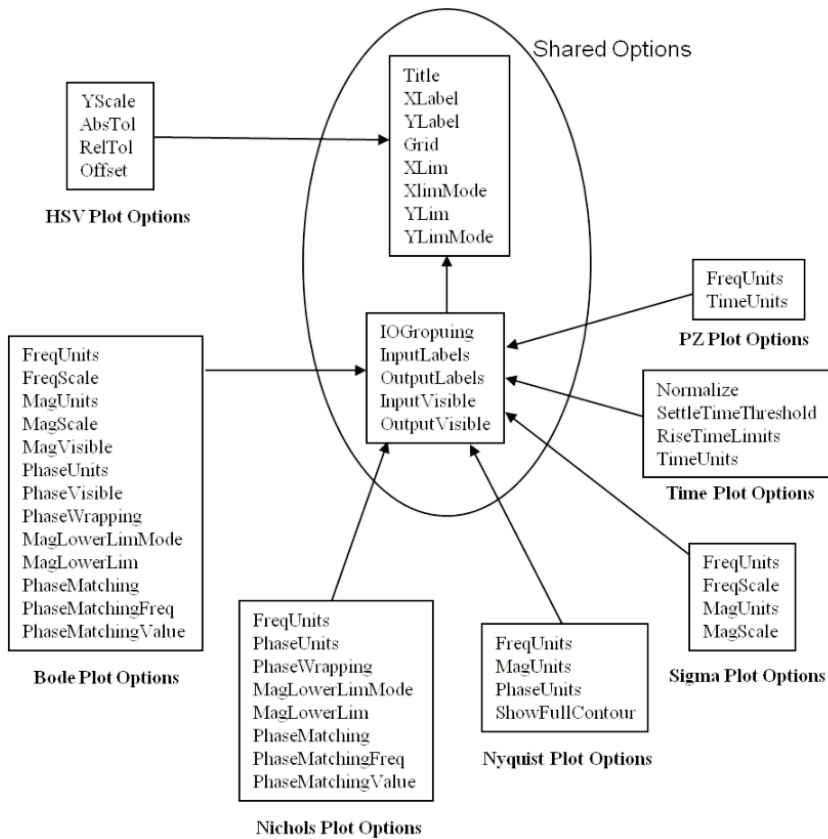 Shared Options
Title
XLabel
YLabel
Grid
XLim
XlimMode
YLim
YLimMode
YScale
AbsTol
RelTol
Offset
HSV Plot Options
IOGropuing
InputLabels
OutputLabels
InputVisible
OutputVisible
FreqUnits
TimeUnits
PZ Plot Options
FreqUnits
FreqScale
MagUnits
MagScale
MagVisible
PhaseUnits
PhaseVisible
PhaseWrapping
MagLowerLimMode
MagLowerLim
PhaseMatching
PhaseMatchingFreq
PhaseMatchingValue
Bode Plot Options
Normalize
SettleTimeThreshold
RiseTimeLimits
TimeUnits
Time Plot Options
FreqUnits
FreqScale
MagUnits
MagScale
Sigma Plot Options
FreqUnits
PhaseUnits
PhaseWrapping
MagLowerLimMode
MagLowerLim
PhaseMatching
PhaseMatchingFreq
PhaseMatchingValue
Nichols Plot Options
FreqUnits
MagUnits
PhaseUnits
ShowFullContour
Nyquist Plot Options